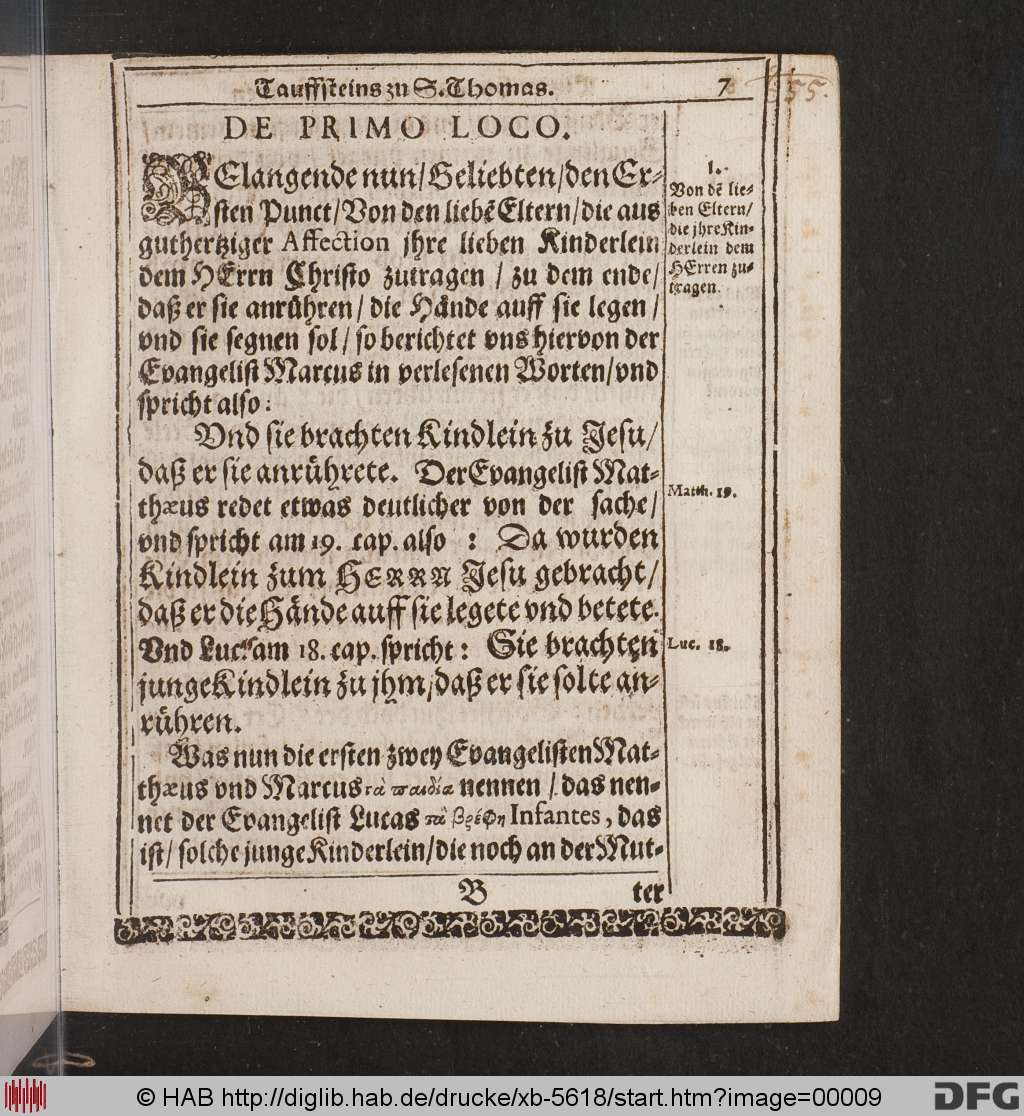 Tauffsteins zu S. Thomas. 7
55.
DE PRIMO LOCO.
BElangende nun/ Geliebten/ den Er-
sten Punct/ Von den liebē Eltern/ die aus
guthertziger Affection jhre lieben Kinderlein
dem HErrn Christo zutragen / zu dem ende/
daß er sie anrühren/ die Hände auff sie legen /
vnd sie segnen sol/ so berichtet vns hiervon der
Evangelist Marcus in verlesenen Worten/ vnd
spricht also:
Vnd sie brachten Kindlein zu Jesu/
daß er sie anrührete. Der Evangelist Mat-
thæus redet etwas deutlicher von der sache/
vnd spricht am 19. cap. also : Da wurden
Kindlein zum HERRN Jesu gebracht/
daß er die Hände auff sie legete vnd betete.
Vnd Luc. am 18. cap. spricht: Sie brachten
junge Kindlein zu jhm/ daß er sie solte an-
rühren.
Was nun die ersten zwey Evangelisten Mat-
thæus vnd Marcus τὰ παιδία nennen / das nen-
net der Evangelist Lucas τὰ βρέφη Infantes, das
ist/ solche junge Kinderlein/ die noch an der Mut-
B ter
1.
Von dē lie-
ben Eltern/
die jhre Kin-
derlein dem
HErren zu-
tragen.
Matth. 19.
Luc. 18.
© HAB http://diglib.hab.de/drucke/xb-5618/start.htm?image=00009
DFG